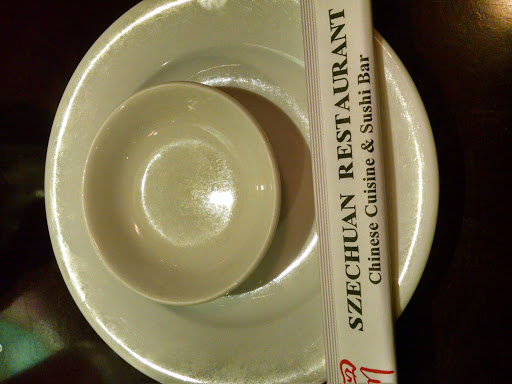 SZECHUAN RESTAURANT
Chinese Cuisine & Sushi Bar